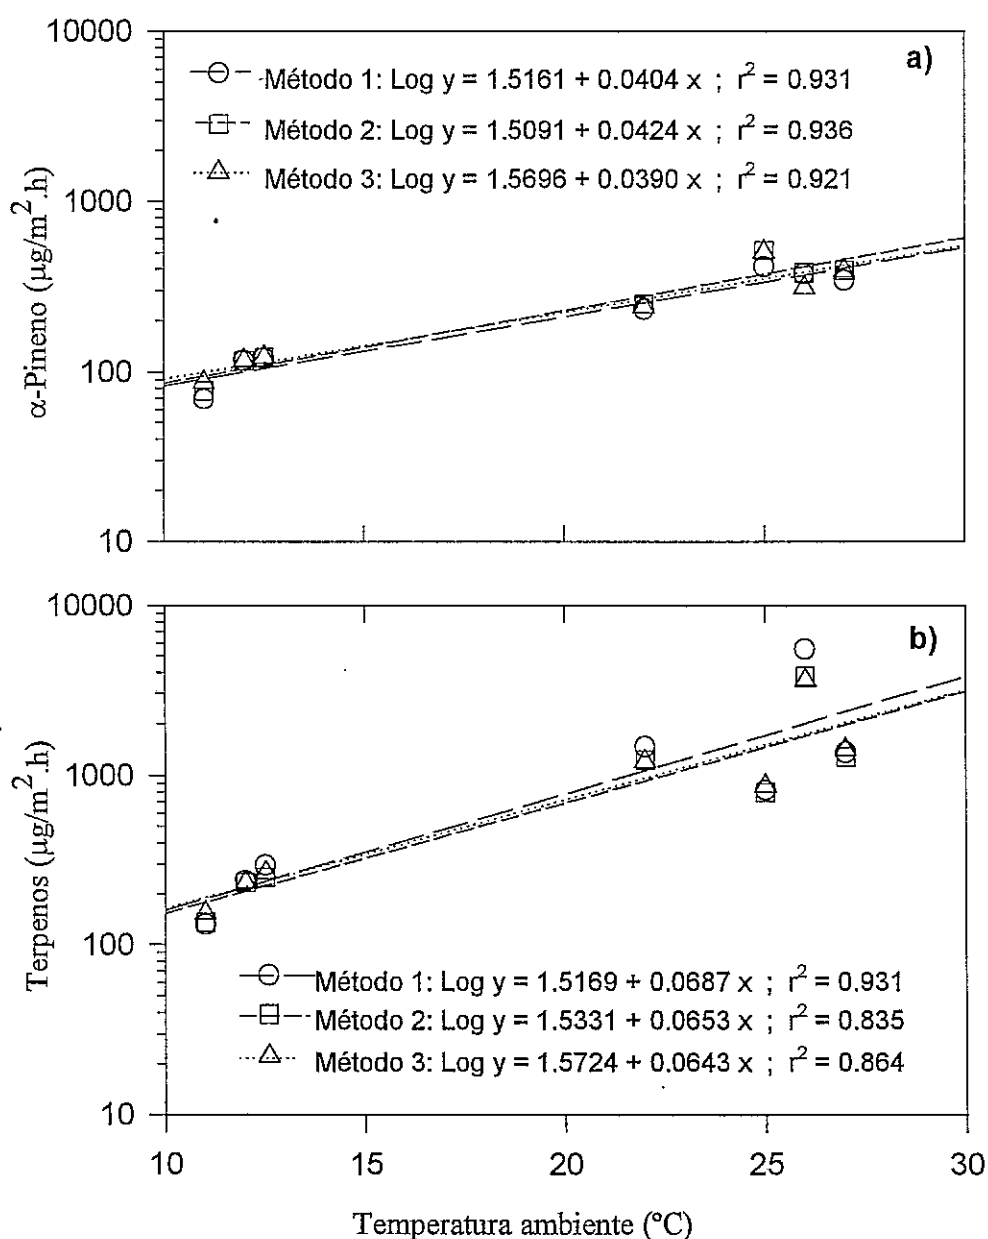 10000
a)
Método 1: Log y = 1.5161 + 0.0404 x ; r² = 0.931
Método 2: Log y = 1.5091 + 0.0424 x ; r² = 0.936
Método 3: Log y = 1.5696 + 0.0390 x ; r² = 0.921
1000
100
10
α-Pineno (µg/m².h)
10000
b)
1000
100
10
Terpenos (µg/m².h)
Método 1: Log y = 1.5169 + 0.0687 x ; r² = 0.931
Método 2: Log y = 1.5331 + 0.0653 x ; r² = 0.835
Método 3: Log y = 1.5724 + 0.0643 x ; r² = 0.864
10 15 20 25 30
Temperatura ambiente (ºC)